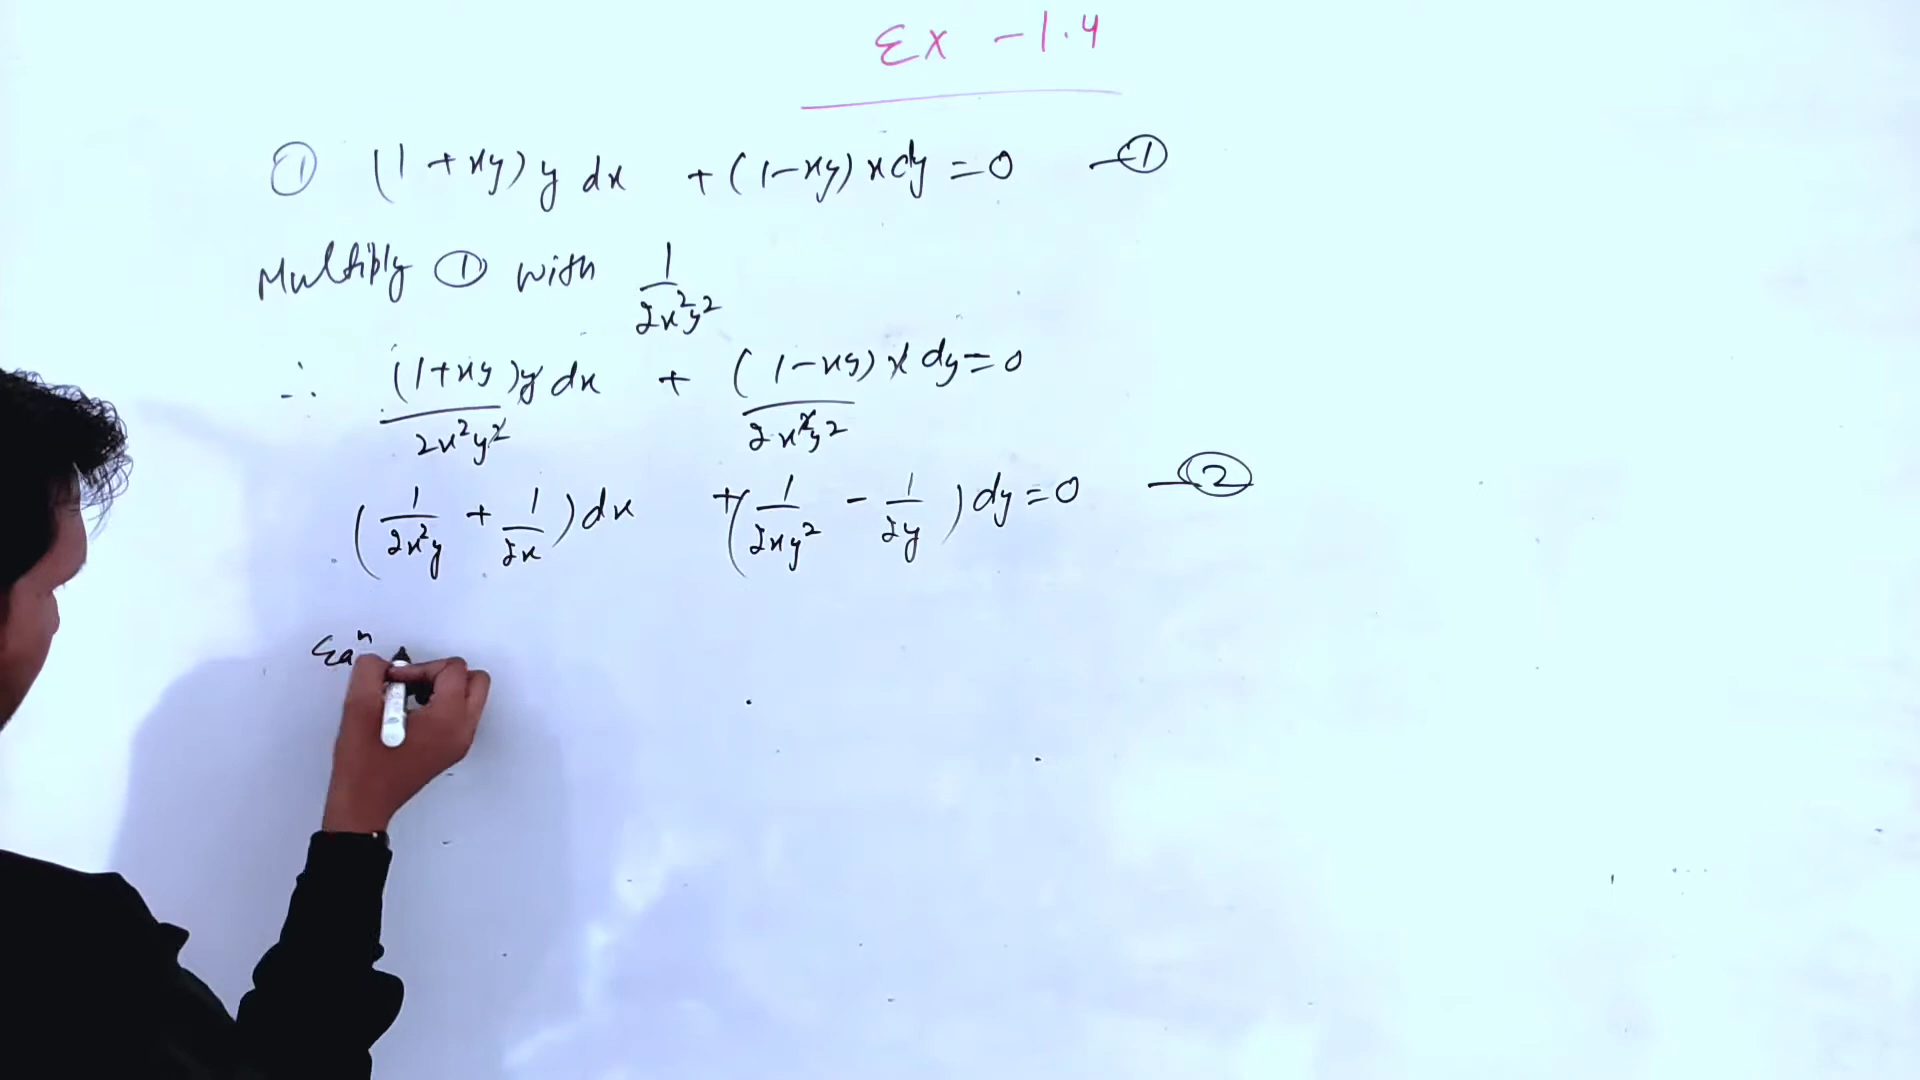 Ex - 1.4
① (1 + xy) y dx + (1 - xy) x dy = 0 — ①
Multiply ① with 1/2x²y²
∴ (1+xy)y dx/2x²y² + (1-xy) x dy/2x²y² = 0
(1/2x²y + 1/2x) dx + (1/2xy² - 1/2y) dy = 0 — ②
Eqⁿ